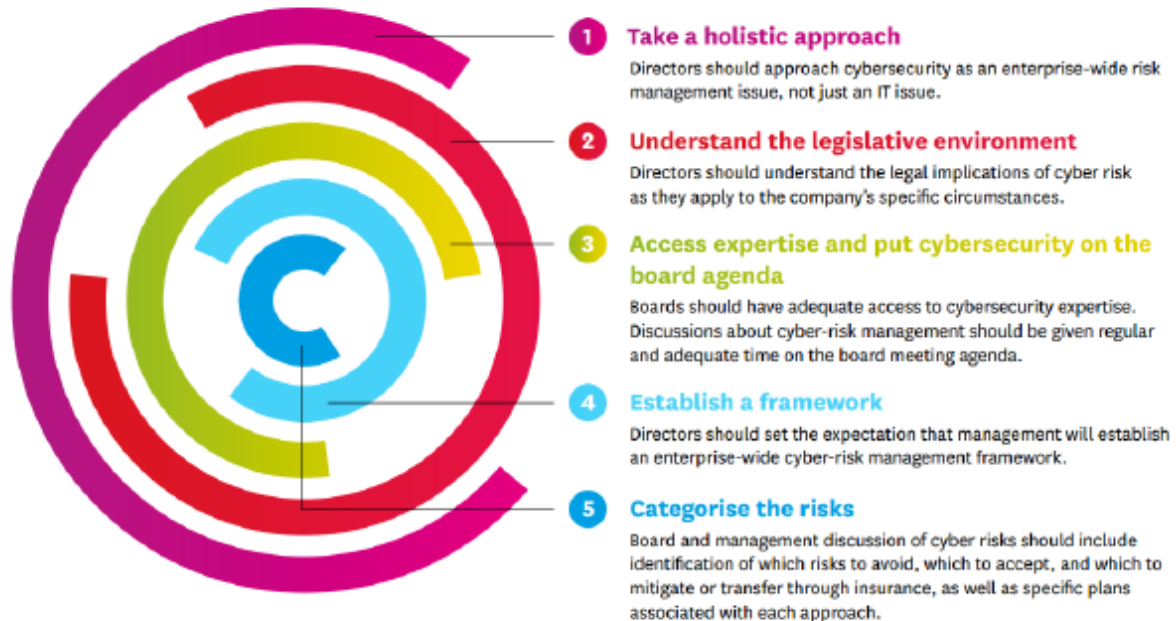 1 Take a holistic approach
Directors should approach cybersecurity as an enterprise-wide risk
management issue, not just an IT issue.
2 Understand the legislative environment
Directors should understand the legal implications of cyber risk
as they apply to the company's specific circumstances.
3 Access expertise and put cybersecurity on the
board agenda
Boards should have adequate access to cybersecurity expertise.
Discussions about cyber-risk management should be given regular
and adequate time on the board meeting agenda.
4 Establish a framework
Directors should set the expectation that management will establish
an enterprise-wide cyber-risk management framework.
5 Categorise the risks
Board and management discussion of cyber risks should include
identification of which risks to avoid, which to accept, and which to
mitigate or transfer through insurance, as well as specific plans
associated with each approach.